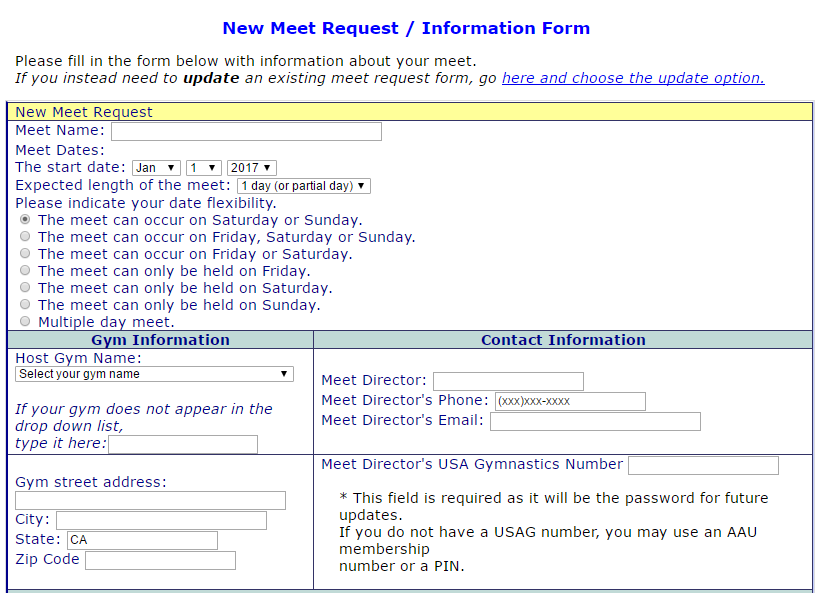 New Meet Request / Information Form
Please fill in the form below with information about your meet.
If you instead need to update an existing meet request form, go here and choose the update option.
New Meet Request
Meet Name:
Meet Dates:
The start date: Jan 1 2017
Expected length of the meet: 1 day (or partial day)
Please indicate your date flexibility.
The meet can occur on Saturday or Sunday.
The meet can occur on Friday, Saturday or Sunday.
The meet can occur on Friday or Saturday.
The meet can only be held on Friday.
The meet can only be held on Saturday.
The meet can only be held on Sunday.
Multiple day meet.
Gym Information
Host Gym Name:
Select your gym name
If your gym does not appear in the
drop down list,
type it here:
Contact Information
Meet Director:
Meet Director's Phone: (xxx)xxx-xxxx
Meet Director's Email:
Gym street address:
City:
State: CA
Zip Code
Meet Director's USA Gymnastics Number
* This field is required as it will be the password for future
updates.
If you do not have a USAG number, you may use an AAU
membership
number or a PIN.